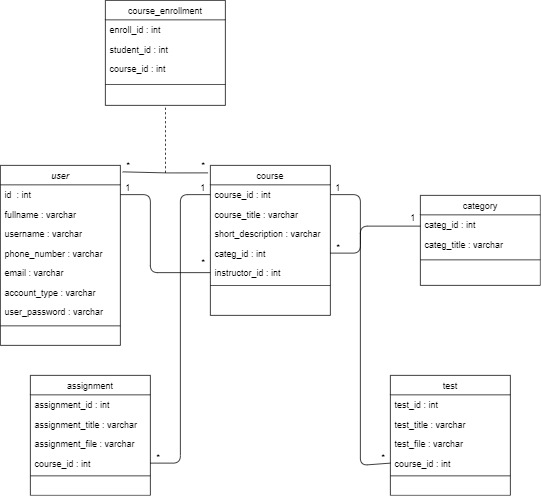 course_enrollment
enroll_id : int
student_id : int
course_id : int
*
*
user
id : int
fullname : varchar
username : varchar
phone_number : varchar
email : varchar
account_type : varchar
user_password : varchar
1
*
1
course
course_id : int
course_title : varchar
short_description : varchar
categ_id : int
instructor_id : int
1
*
1
category
categ_id : int
categ_title : varchar
assignment
assignment_id : int
assignment_title : varchar
assignment_file : varchar
course_id : int
*
*
test
test_id : int
test_title : varchar
test_file : varchar
course_id : int